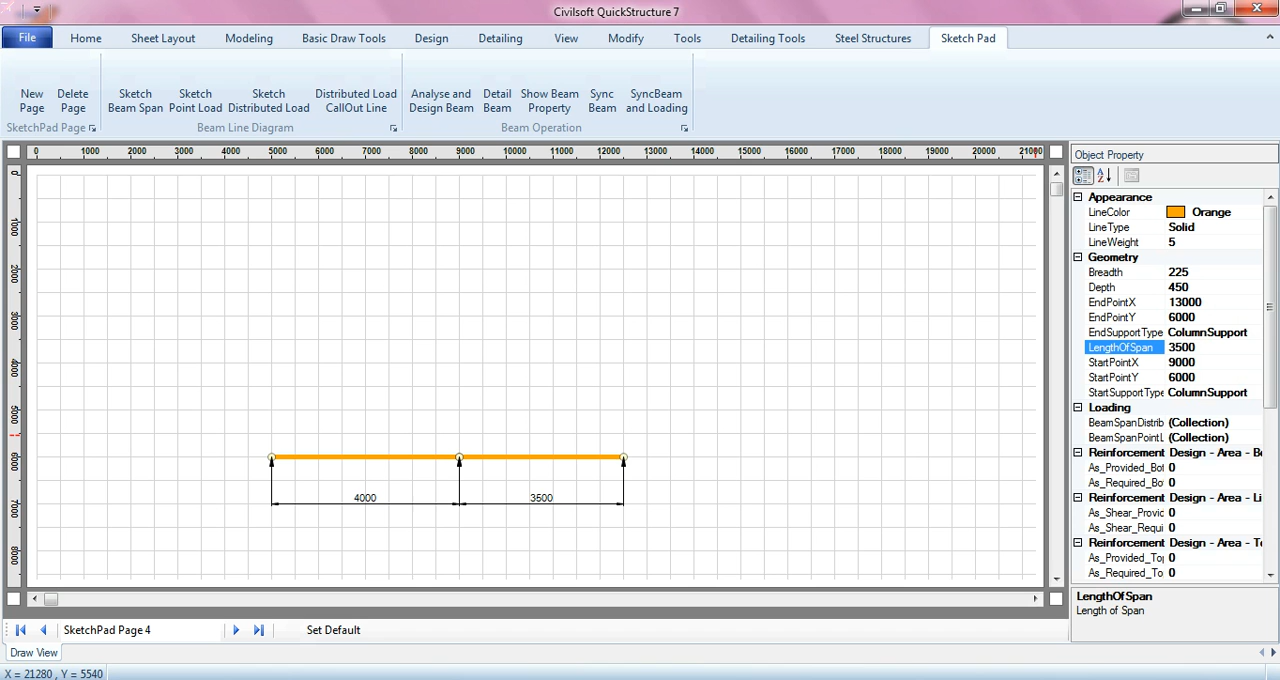 Civilsoft QuickStructure 7
File Home Sheet Layout Modeling Basic Draw Tools Design Detailing View Modify Tools Detailing Tools Steel Structures Sketch Pad
New Page Delete Page Sketch Beam Span Sketch Point Load Sketch Distributed Load Distributed Load CallOut Line Analyse and Design Beam Detail Beam Show Beam Property Sync Beam SyncBeam and Loading
SketchPad Page Beam Line Diagram Beam Operation
0 1000 2000 3000 4000 5000 6000 7000 8000 9000 10000 11000 12000 13000 14000 15000 16000 17000 18000 19000 20000 21000
0
1000
2000
3000
4000
5000
6000
7000
8000
4000 3500
Object Property
Appearance
LineColor Orange
LineType Solid
LineWeight 5
Geometry
Breadth 225
Depth 450
EndPointX 13000
EndPointY 6000
EndSupportType ColumnSupport
LengthOfSpan 3500
StartPointX 9000
StartPointY 6000
StartSupportType ColumnSupport
Loading
BeamSpanDistrib (Collection)
BeamSpanPointL (Collection)
Reinforcement Design - Area - Bo
As_Provided_Bot 0
As_Required_Bo 0
Reinforcement Design - Area - Li
As_Shear_Provic 0
As_Shear_Requi 0
Reinforcement Design - Area - To
As_Provided_Top 0
As_Required_To 0
LengthOfSpan
Length of Span
SketchPad Page 4 Set Default
Draw View
X = 21280 , Y = 5540